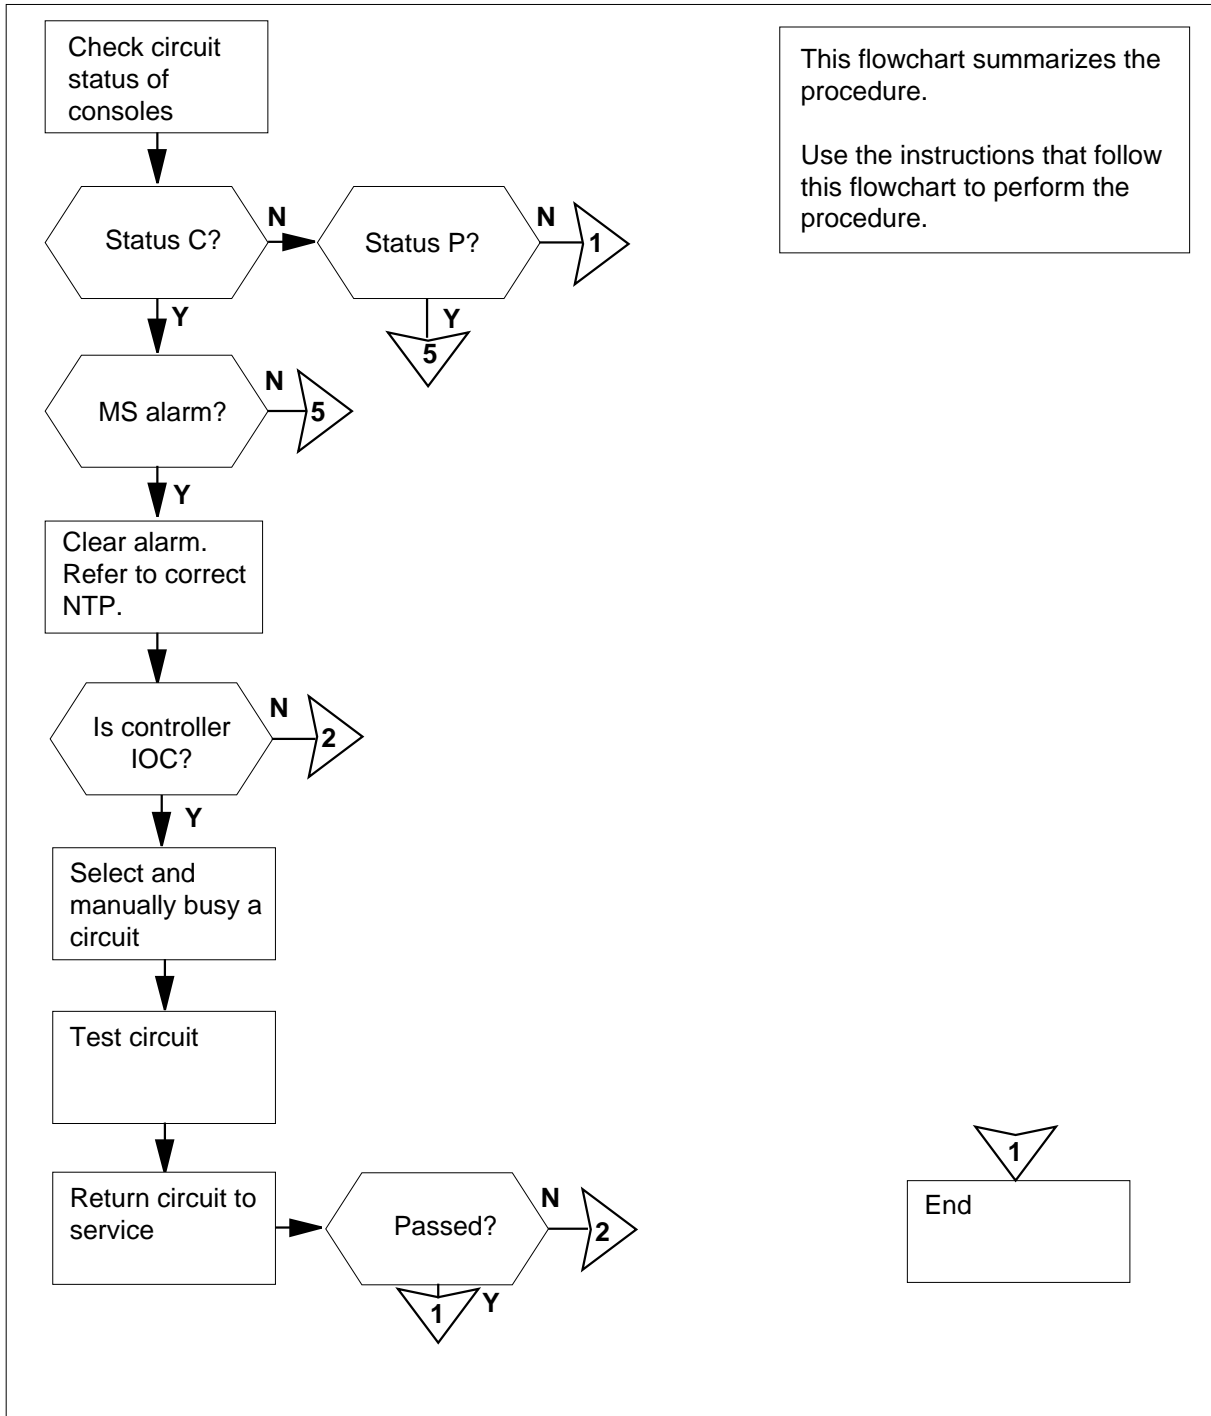 Check circuit
status of
consoles
This flowchart summarizes the
procedure.
Use the instructions that follow
this flowchart to perform the
procedure.
Status C?
N
Status P?
N
1
Y
Y
5
MS alarm?
N
5
Y
Clear alarm.
Refer to correct
NTP.
Is controller
IOC?
N
2
Y
Select and
manually busy a
circuit
Test circuit
Return circuit to
service
Passed?
N
2
1
Y
1
End